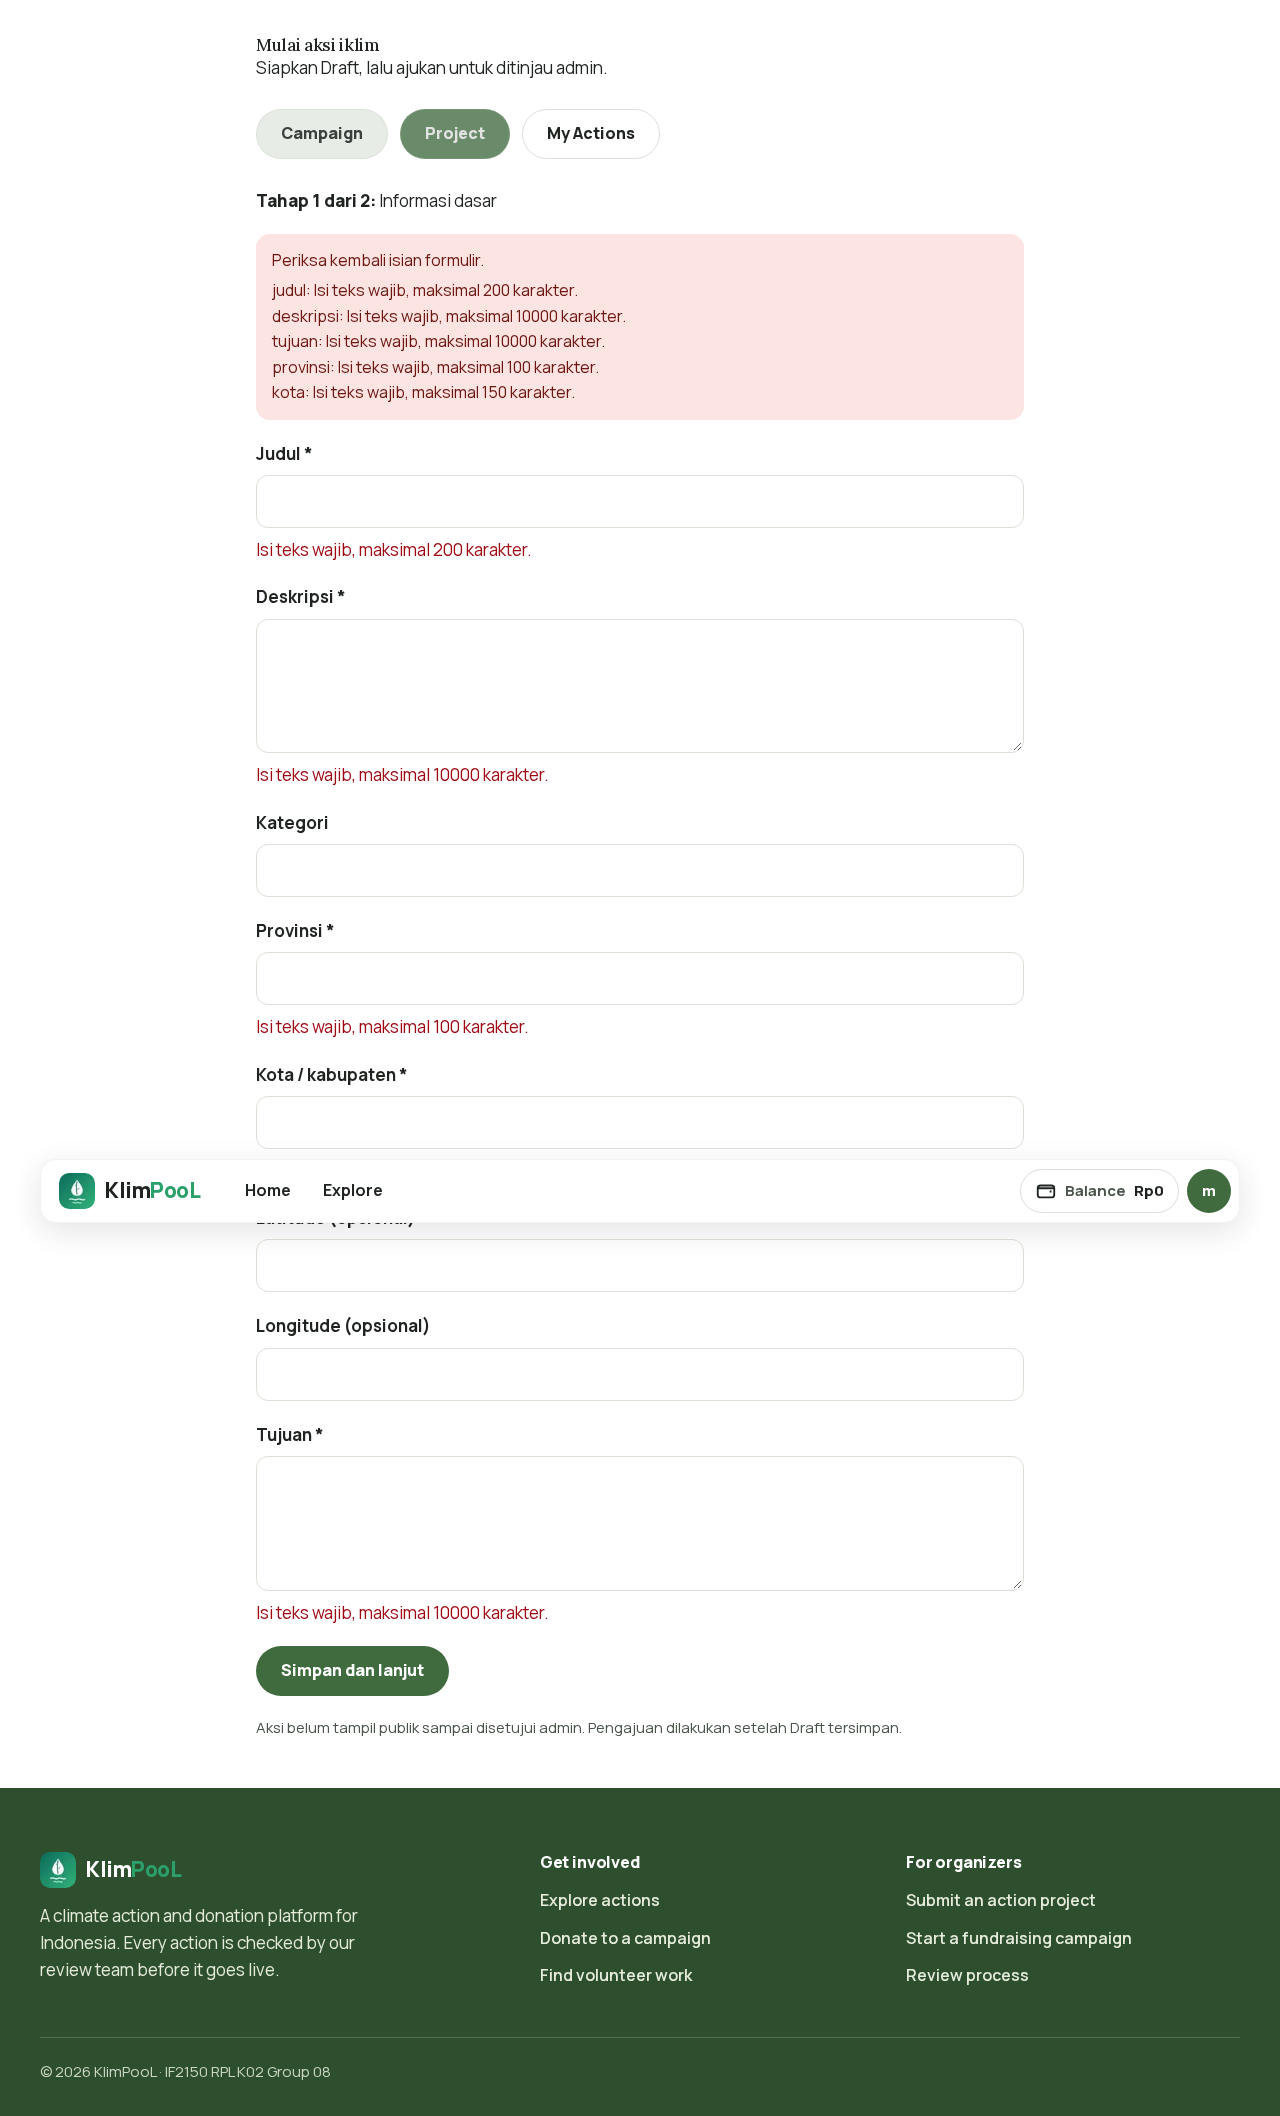 Mulai aksi iklim
Siapkan Draft, lalu ajukan untuk ditinjau admin.
Campaign
Project
My Actions
Tahap 1 dari 2: Informasi dasar
Periksa kembali isian formulir.
judul: Isi teks wajib, maksimal 200 karakter.
deskripsi: Isi teks wajib, maksimal 10000 karakter.
tujuan: Isi teks wajib, maksimal 10000 karakter.
provinsi: Isi teks wajib, maksimal 100 karakter.
kota: Isi teks wajib, maksimal 150 karakter.
Judul *
Isi teks wajib, maksimal 200 karakter.
Deskripsi *
Isi teks wajib, maksimal 10000 karakter.
Kategori
Provinsi *
Isi teks wajib, maksimal 100 karakter.
Kota / kabupaten *
KlimPooL
Home
Explore
Balance Rp0
m
Longitude (opsional)
Tujuan *
Isi teks wajib, maksimal 10000 karakter.
Simpan dan lanjut
Aksi belum tampil publik sampai disetujui admin. Pengajuan dilakukan setelah Draft tersimpan.
KlimPooL
A climate action and donation platform for
Indonesia. Every action is checked by our
review team before it goes live.
Get involved
Explore actions
Donate to a campaign
Find volunteer work
For organizers
Submit an action project
Start a fundraising campaign
Review process
© 2026 KlimPooL · IF2150 RPL K02 Group 08